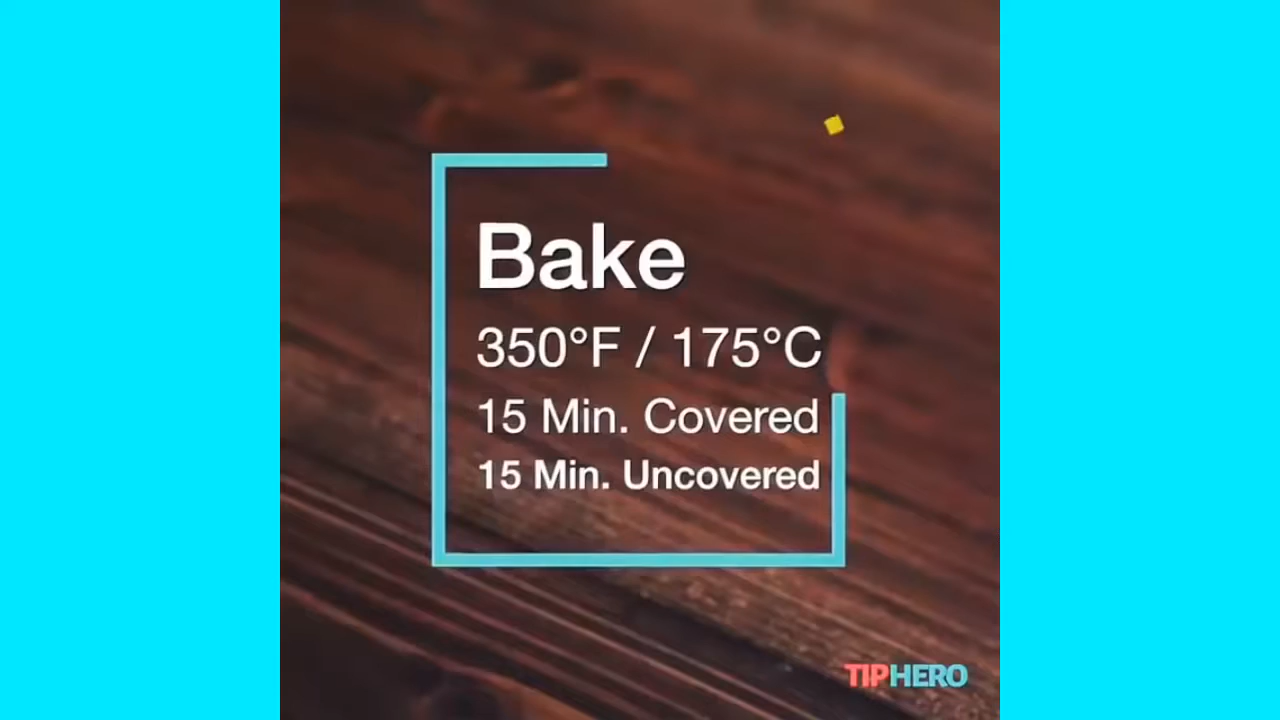 Bake
350°F / 175°C
15 Min. Covered
15 Min. Uncovered
TIPHERO